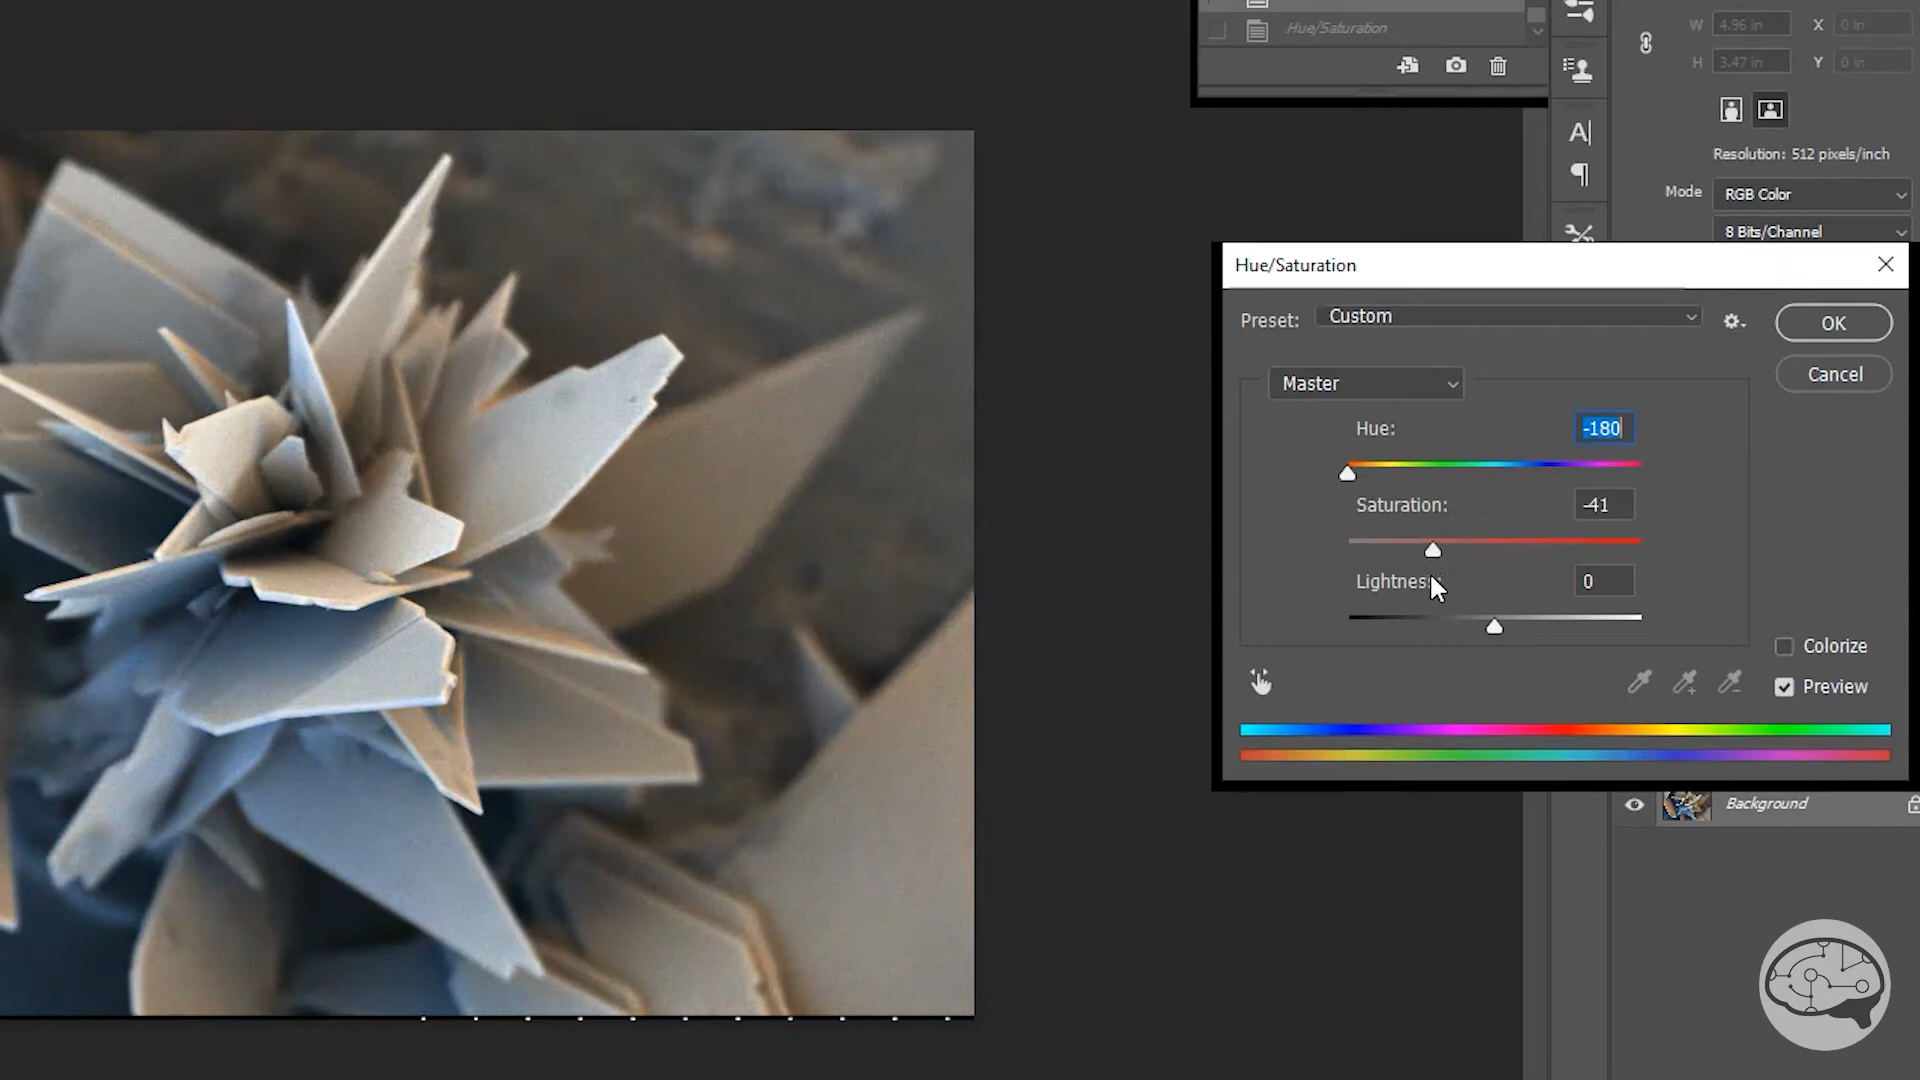 Hue/Saturation
W 4.96 in X 0 in
H 3.47 in Y 0 in
A|
Resolution: 512 pixels/inch
Mode RGB Color
8 Bits/Channel
Hue/Saturation
Preset: Custom
OK
Master
Cancel
Hue: -180
Saturation: -41
Lightness: 0
Colorize
Preview
Background